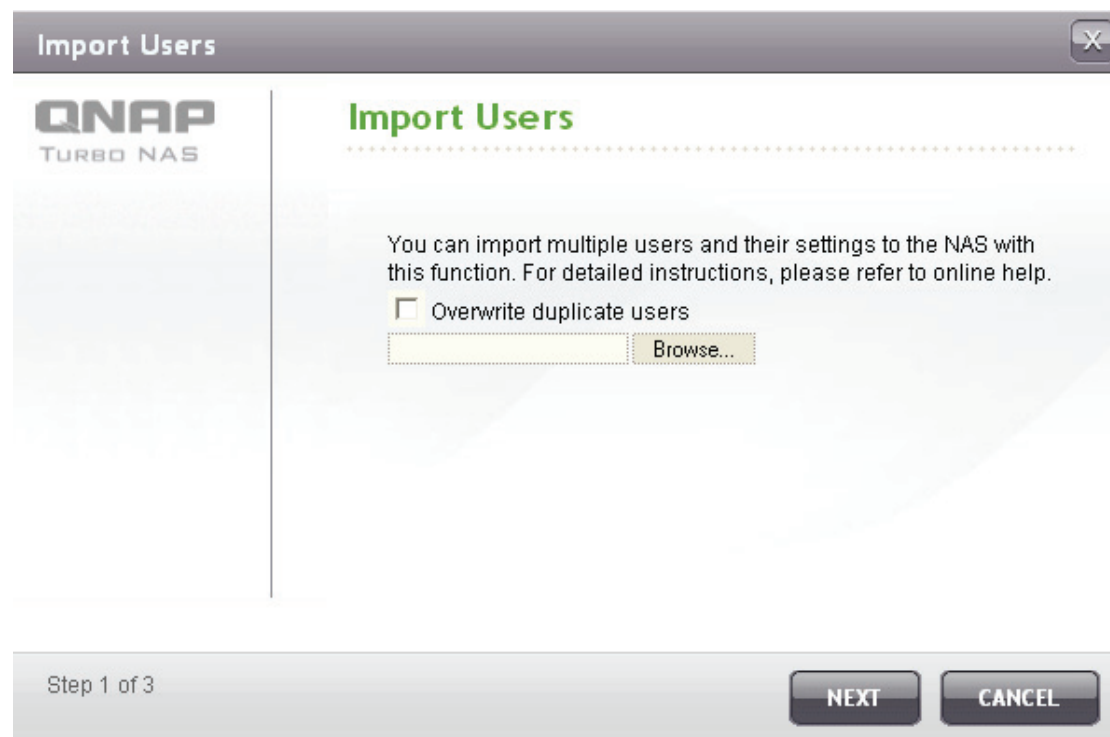 Import Users
X
QNAP
TURBO NAS
Import Users
You can import multiple users and their settings to the NAS with
this function. For detailed instructions, please refer to online help.
Overwrite duplicate users
Browse...
Step 1 of 3
NEXT
CANCEL